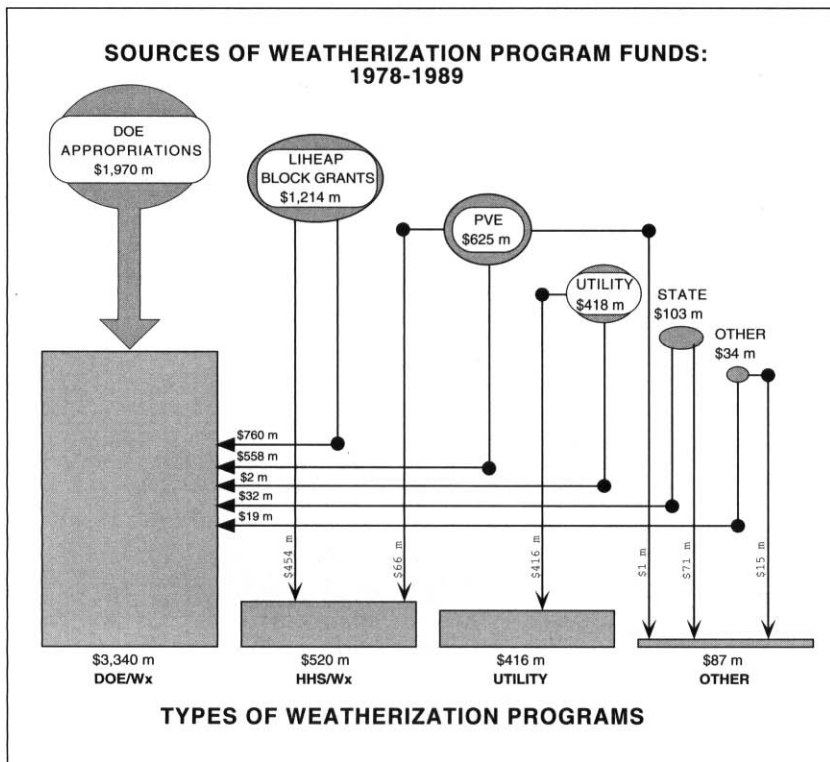 SOURCES OF WEATHERIZATION PROGRAM FUNDS:
1978-1989
DOE
APPROPRIATIONS
$1,970 m
LIHEAP
BLOCK GRANTS
$1,214 m
PVE
$625 m
UTILITY
$418 m
STATE
$103 m
OTHER
$34 m
$760 m
$558 m
$2 m
$32 m
$19 m
$454 m
$66 m
$416 m
$1 m
$71 m
$15 m
$3,340 m
DOE/Wx
$520 m
HHS/Wx
$416 m
UTILITY
$87 m
OTHER
TYPES OF WEATHERIZATION PROGRAMS